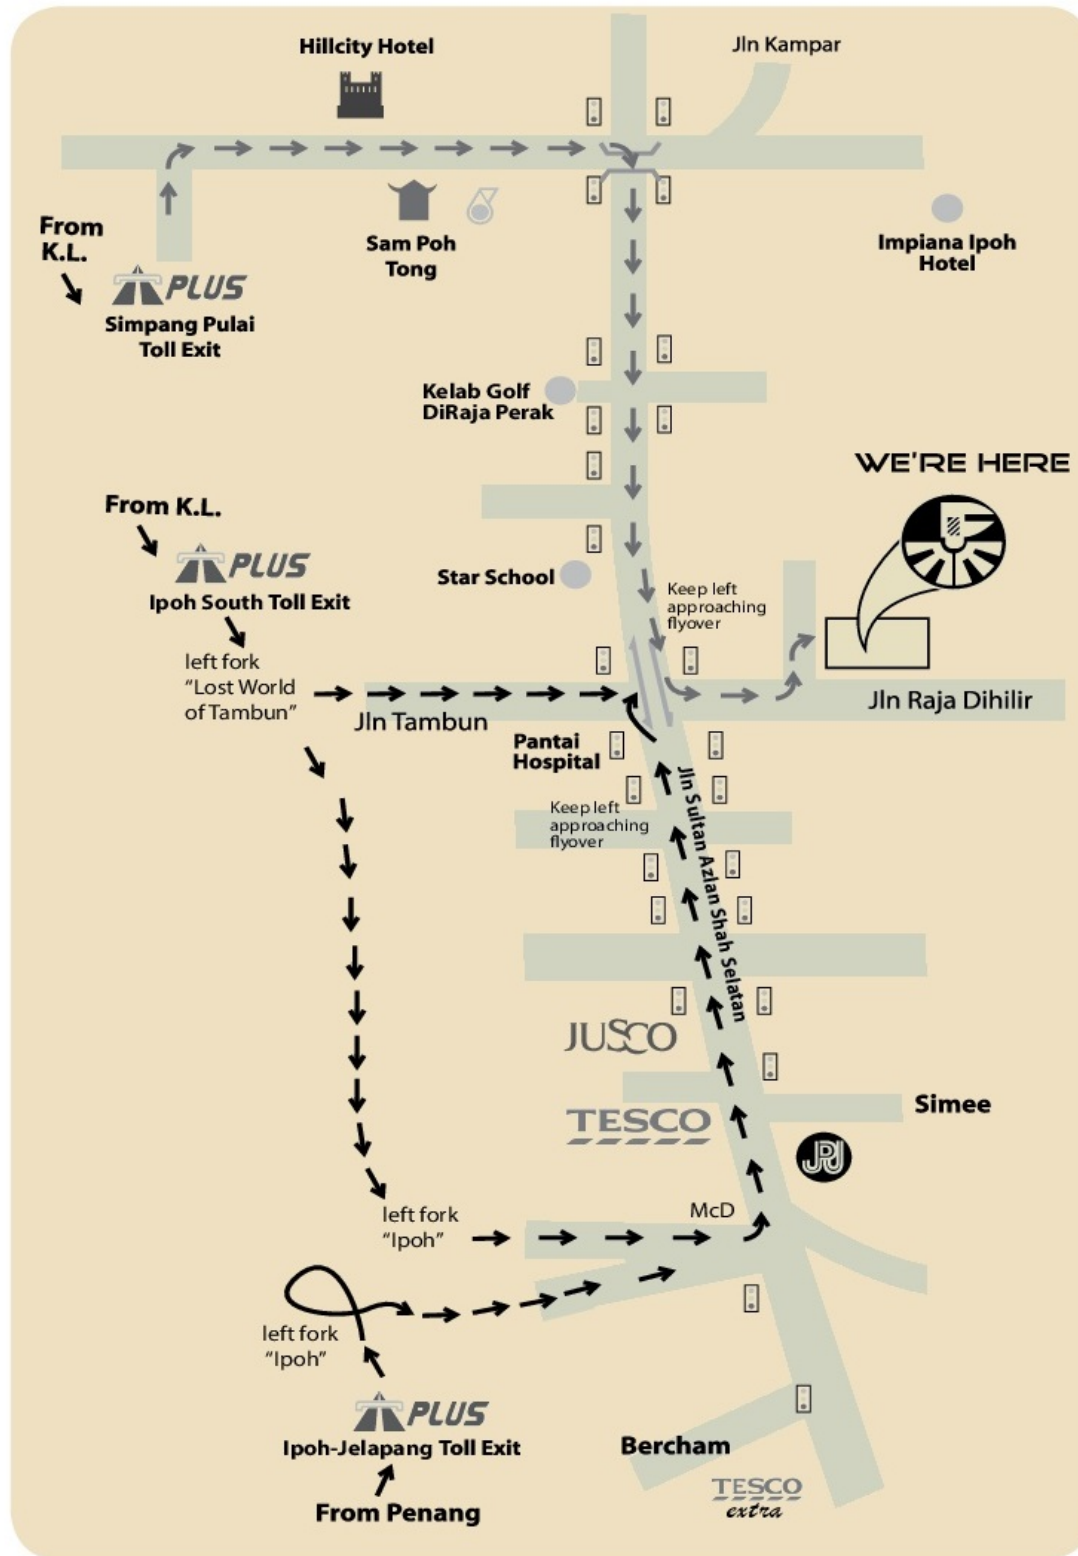 Hillcity Hotel
Jln Kampar
From
K.L.
Sam Poh
Tong
Impiana Ipoh
Hotel
PLUS
Simpang Pulai
Toll Exit
Kelab Golf
DiRaja Perak
WE'RE HERE
From K.L.
PLUS
Ipoh South Toll Exit
Star School
Keep left
approaching
flyover
left fork
"Lost World
of Tambun"
Jln Tambun
Jln Raja Dihilir
Pantai
Hospital
Jln Sultan Azlan Shah Selatan
Keep left
approaching
flyover
JUSCO
TESCO
Simee
JPJ
McD
left fork
"Ipoh"
left fork
"Ipoh"
PLUS
Ipoh-Jelapang Toll Exit
From Penang
Bercham
TESCO
extra